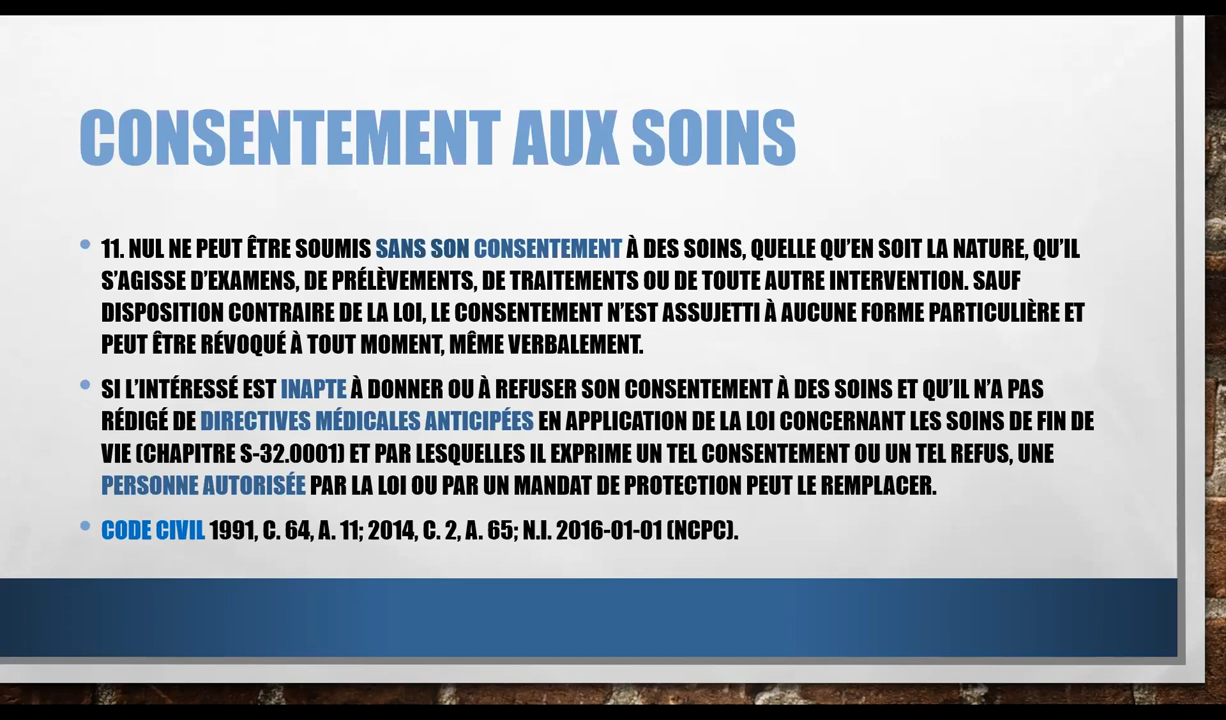 CONSENTEMENT AUX SOINS
• 11. NUL NE PEUT ÊTRE SOUMIS SANS SON CONSENTEMENT À DES SOINS, QUELLE QU’EN SOIT LA NATURE, QU’IL
S’AGISSE D’EXAMENS, DE PRÉLÈVEMENTS, DE TRAITEMENTS OU DE TOUTE AUTRE INTERVENTION. SAUF
DISPOSITION CONTRAIRE DE LA LOI, LE CONSENTEMENT N’EST ASSUJETTI À AUCUNE FORME PARTICULIÈRE ET
PEUT ÊTRE RÉVOQUÉ À TOUT MOMENT, MÊME VERBALEMENT.
• SI L’INTÉRESSÉ EST INAPTE À DONNER OU À REFUSER SON CONSENTEMENT À DES SOINS ET QU’IL N’A PAS
RÉDIGÉ DE DIRECTIVES MÉDICALES ANTICIPÉES EN APPLICATION DE LA LOI CONCERNANT LES SOINS DE FIN DE
VIE (CHAPITRE S-32.0001) ET PAR LESQUELLES IL EXPRIME UN TEL CONSENTEMENT OU UN TEL REFUS, UNE
PERSONNE AUTORISÉE PAR LA LOI OU PAR UN MANDAT DE PROTECTION PEUT LE REMPLACER.
• CODE CIVIL 1991, C. 64, A. 11; 2014, C. 2, A. 65; N.I. 2016-01-01 (NCPC).